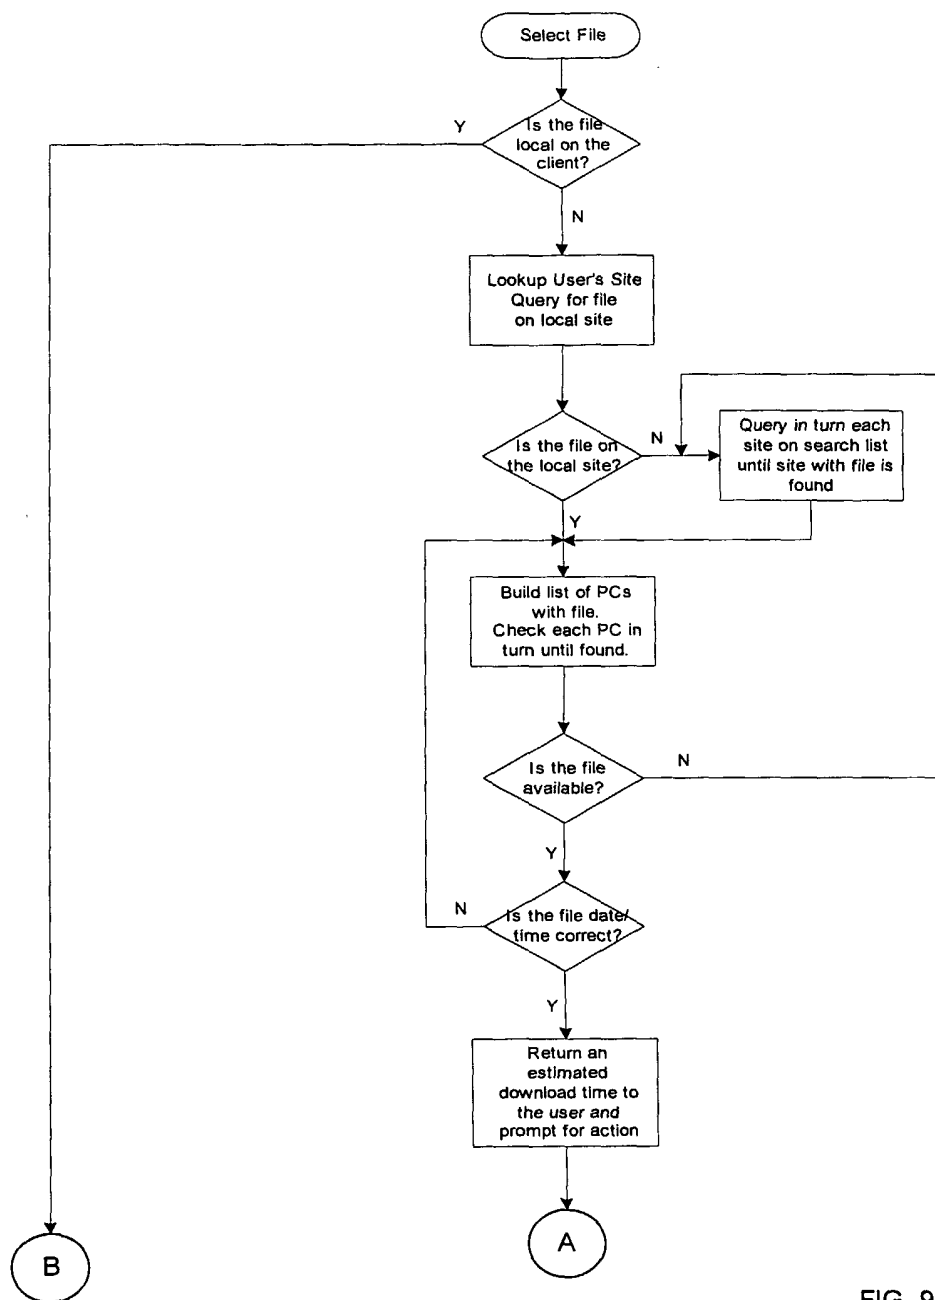 Select File
Is the file
local on the
client?
Y
N
Lookup User's Site
Query for file
on local site
Is the file on
the local site?
N
Query in turn each
site on search list
until site with file is
found
Y
Build list of PCs
with file.
Check each PC in
turn until found.
Is the file
available?
N
Y
Is the file date/
time correct?
N
Y
Return an
estimated
download time to
the user and
prompt for action
B
A
FIG. 9